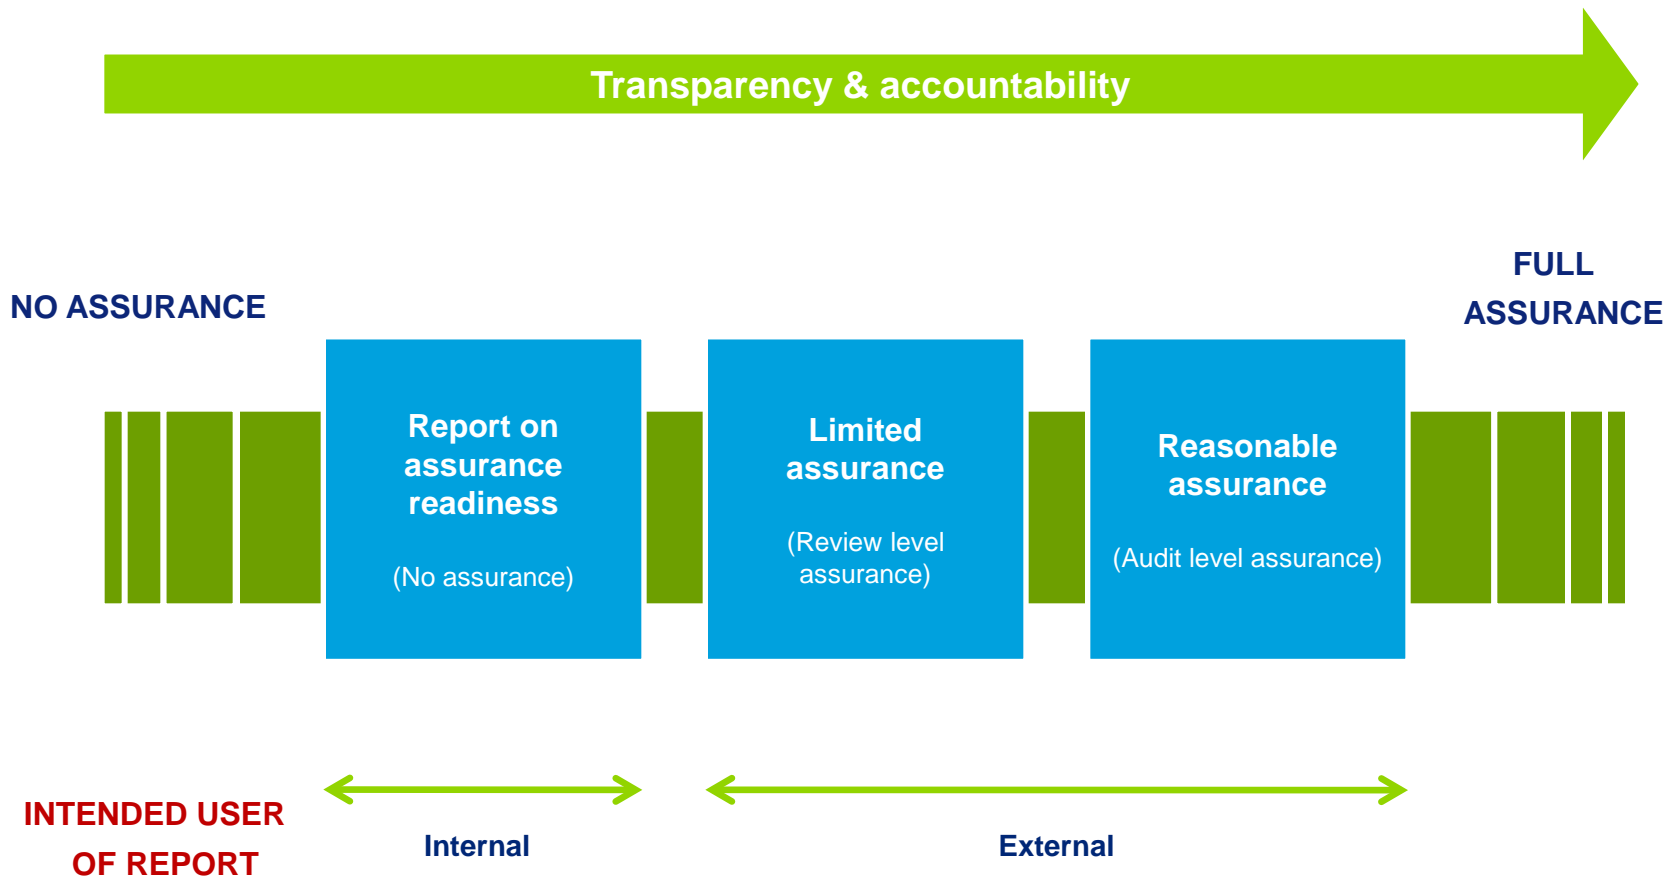 Transparency & accountability
NO ASSURANCE
FULL
ASSURANCE
Report on
assurance
readiness
(No assurance)
Limited
assurance
(Review level
assurance)
Reasonable
assurance
(Audit level assurance)
INTENDED USER
OF REPORT
Internal
External